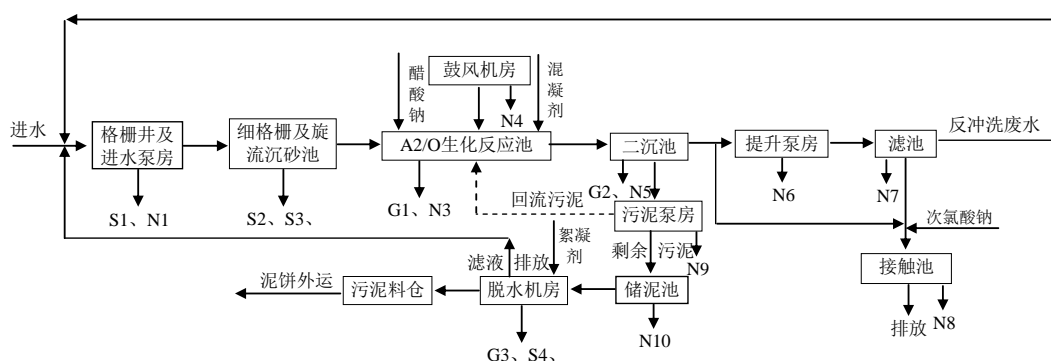 进水
格栅井及
进水泵房
S1、N1
细格栅及旋
流沉砂池
S2、S3、
醋酸钠
鼓风机房
N4
混凝剂
A2/O生化反应池
G1、N3
回流污泥
二沉池
G2、N5
污泥泵房
剩余 污泥
N9
提升泵房
N6
滤池
N7
反冲洗废水
次氯酸钠
接触池
排放
N8
储泥池
N10
絮凝剂
滤液 排放
脱水机房
G3、S4、
污泥料仓
泥饼外运